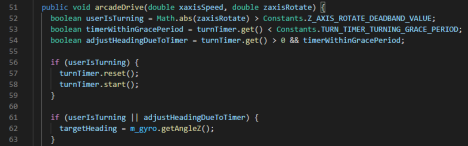 51 public void arcadeDrive(double xaxisSpeed, double zaxisRotate) {
52 boolean userIsTurning = Math.abs(zaxisRotate) > Constants.Z_AXIS_ROTATE_DEADBAND_VALUE;
53 boolean timerWithinGracePeriod = turnTimer.get() < Constants.TURN_TIMER_TURNING_GRACE_PERIOD;
54 boolean adjustHeadingDueToTimer = turnTimer.get() > 0 && timerWithinGracePeriod;
55
56 if (userIsTurning) {
57 turnTimer.reset();
58 turnTimer.start();
59 }
60
61 if (userIsTurning || adjustHeadingDueToTimer) {
62 targetHeading = m_gyro.getAngleZ();
63 }